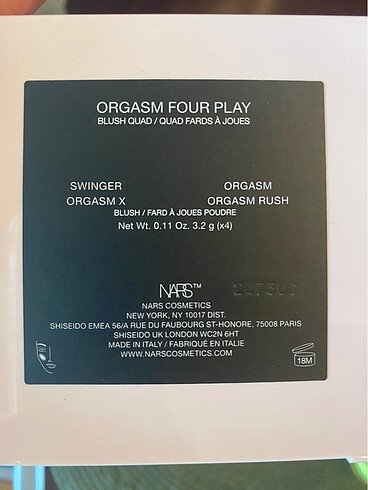 ORGASM FOUR PLAY
BLUSH QUAD / QUAD FARDS À JOUES
SWINGER ORGASM
ORGASM X ORGASM RUSH
BLUSH / FARD À JOUES POUDRE
Net Wt. 0.11 Oz. 3.2 g (x4)
NARS™
NARS COSMETICS
NEW YORK, NY 10017 DIST.
SHISEIDO EMEA 56/A RUE DU FAUBOURG ST-HONORE, 75008 PARIS
SHISEIDO UK LONDON WC2N 6HT
MADE IN ITALY / FABRIQUÉ EN ITALIE
WWW.NARSCOSMETICS.COM
18M